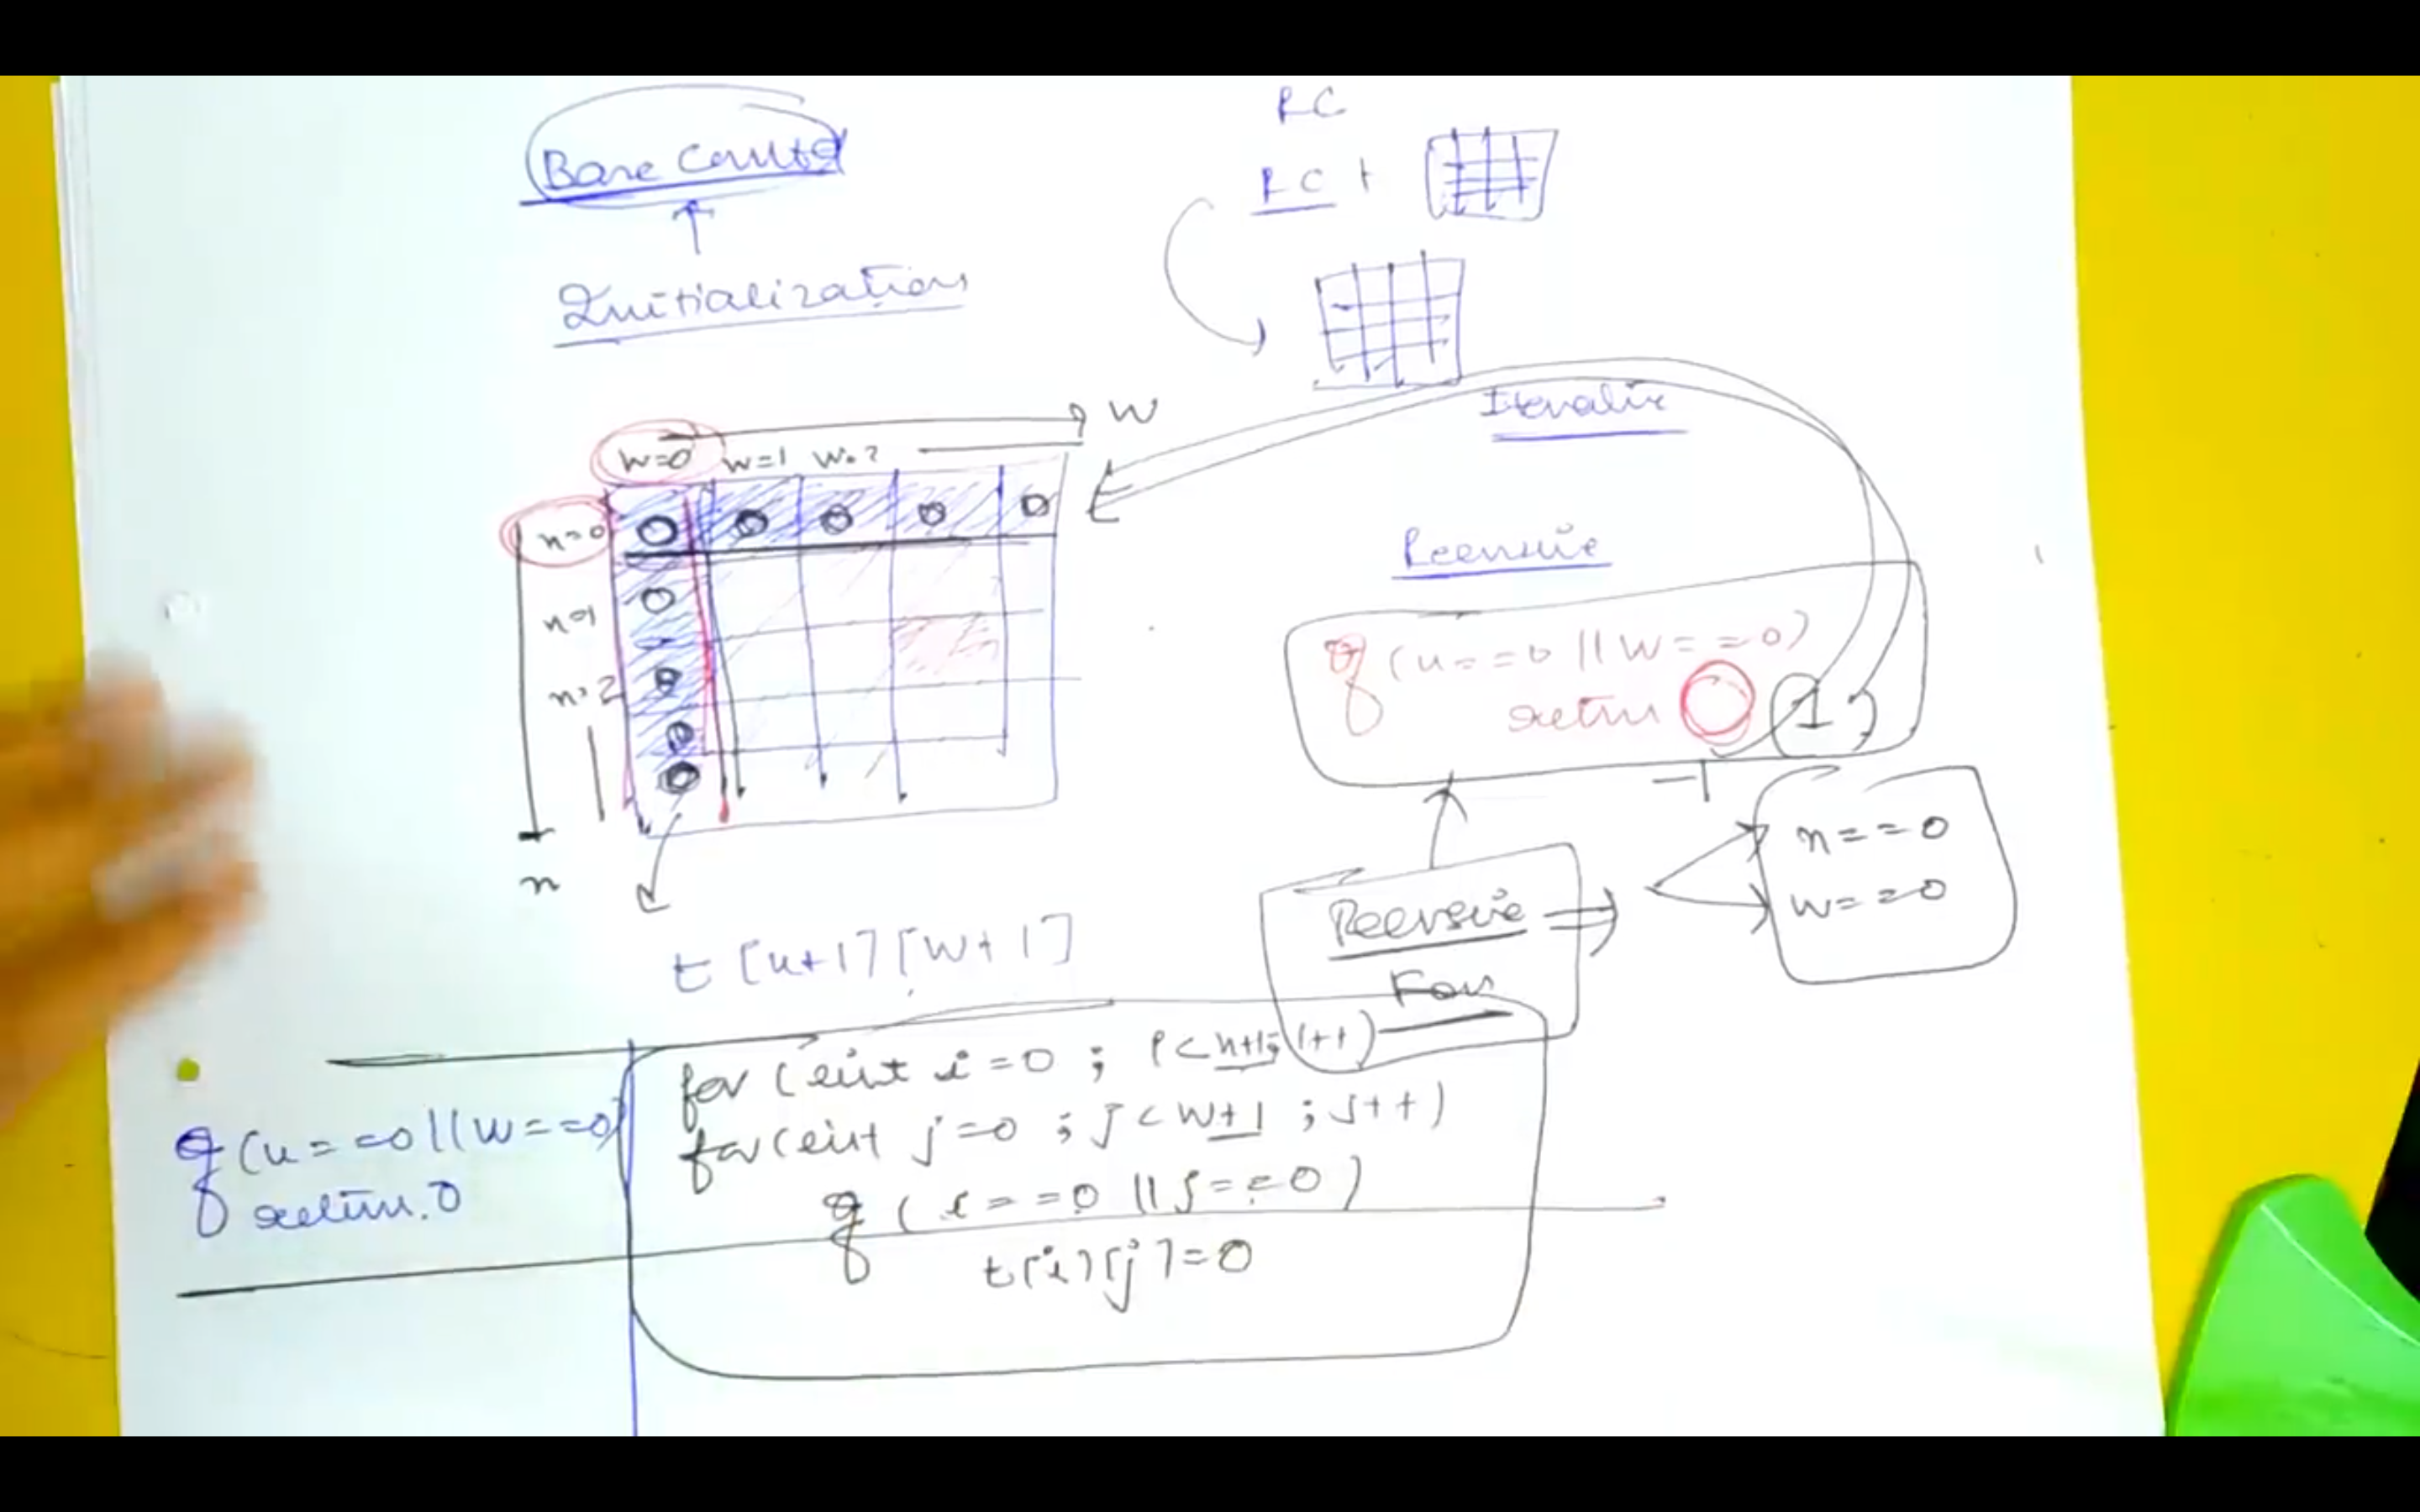 Base Condtn
RC
RC +
Initialization
Iterative
W
w=0 w=1 w=2
n=0 0 0 0 0 0
n=1 0
n=2 0
0
0
n
Recursive
if (n==0 || w==0)
return 0 1
-1
n==0
w==0
Recursive
Fun
t[n+1][W+1]
for (int i=0 ; i<n+1; i++)
for (int j=0 ; j<W+1 ; j++)
if (i==0 || j==0)
t[i][j]=0
if (n==0 || w==0)
return 0